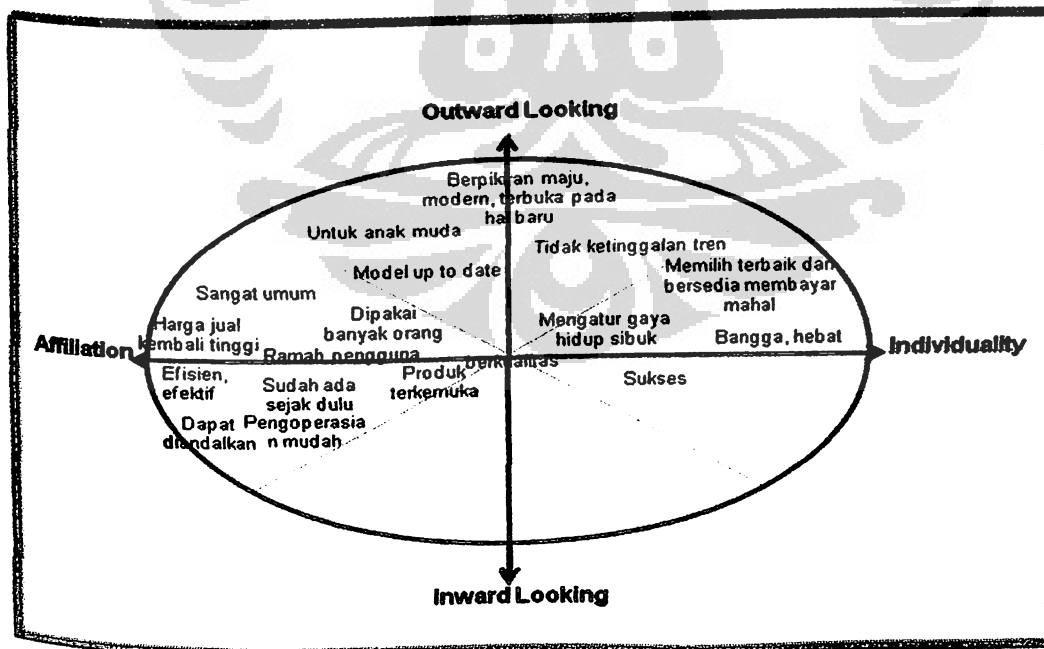 Outward Looking
Berpikiran maju,
modern, terbuka pada
hal baru
Untuk anak muda
Tidak ketinggalan tren
Model up to date
Memilih terbaik dan
bersedia membayar
mahal
Sangat umum
Dipakai
banyak orang
Harga jual
kembali tinggi
Mengatur gaya
hidup sibuk
Bangga, hebat
Affiliation
Individuality
Ramah pengguna
berkualitas
Efisien,
efektif
Sudah ada
sejak dulu
Produk
terkemuka
Sukses
Dapat
diandalkan
Pengoperasia
n mudah
Inward Looking